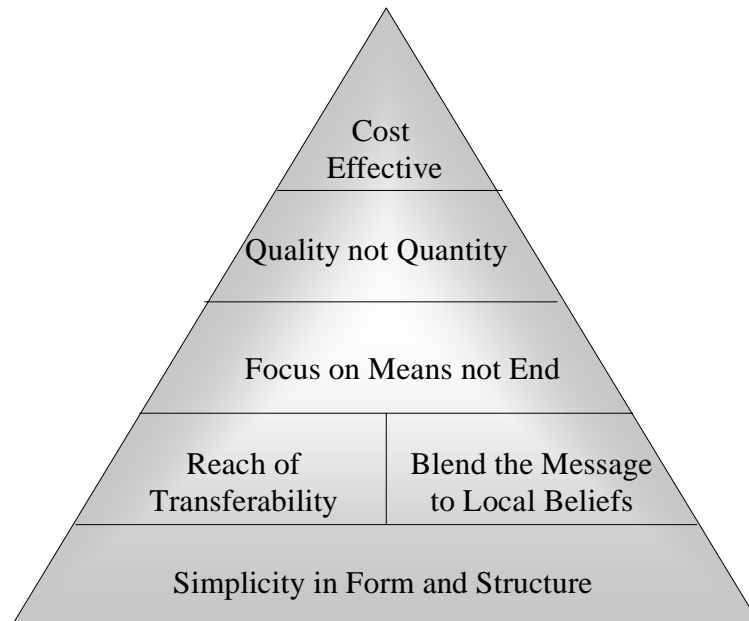 Cost
Effective
Quality not Quantity
Focus on Means not End
Reach of
Transferability
Blend the Message
to Local Beliefs
Simplicity in Form and Structure